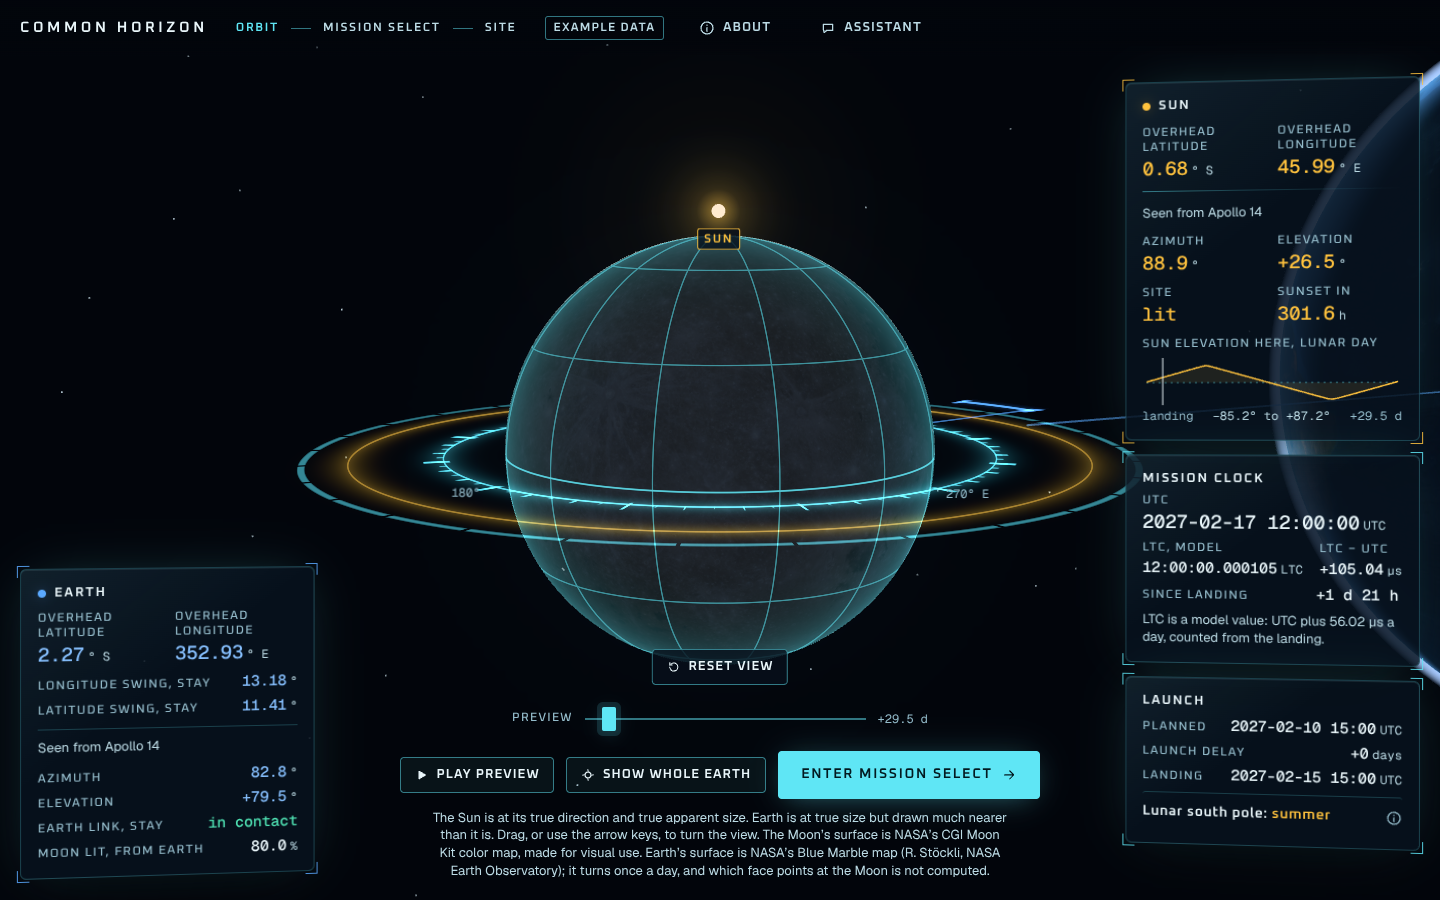 COMMON HORIZON
ORBIT MISSION SELECT SITE EXAMPLE DATA ABOUT ASSISTANT
SUN
SUN
OVERHEAD LATITUDE
0.68° S
OVERHEAD LONGITUDE
45.99° E
Seen from Apollo 14
AZIMUTH
88.9°
ELEVATION
+26.5°
SITE
lit
SUNSET IN
301.6 h
SUN ELEVATION HERE, LUNAR DAY
landing -85.2° to +87.2° +29.5 d
180°
270° E
MISSION CLOCK
UTC
2027-02-17 12:00:00 UTC
LTC, MODEL
12:00:00.000105 LTC
LTC − UTC
+105.04 µs
SINCE LANDING +1 d 21 h
LTC is a model value: UTC plus 56.02 µs a
day, counted from the landing.
EARTH
OVERHEAD LATITUDE
2.27° S
OVERHEAD LONGITUDE
352.93° E
LONGITUDE SWING, STAY 13.18°
LATITUDE SWING, STAY 11.41°
Seen from Apollo 14
AZIMUTH 82.8°
ELEVATION +79.5°
EARTH LINK, STAY in contact
MOON LIT, FROM EARTH 80.0 %
RESET VIEW
PREVIEW +29.5 d
PLAY PREVIEW
SHOW WHOLE EARTH
ENTER MISSION SELECT →
The Sun is at its true direction and true apparent size. Earth is at true size but drawn much nearer
than it is. Drag, or use the arrow keys, to turn the view. The Moon's surface is NASA's CGI Moon
Kit color map, made for visual use. Earth's surface is NASA's Blue Marble map (R. Stöckli, NASA
Earth Observatory); it turns once a day, and which face points at the Moon is not computed.
LAUNCH
PLANNED 2027-02-10 15:00 UTC
LAUNCH DELAY +0 days
LANDING 2027-02-15 15:00 UTC
Lunar south pole: summer